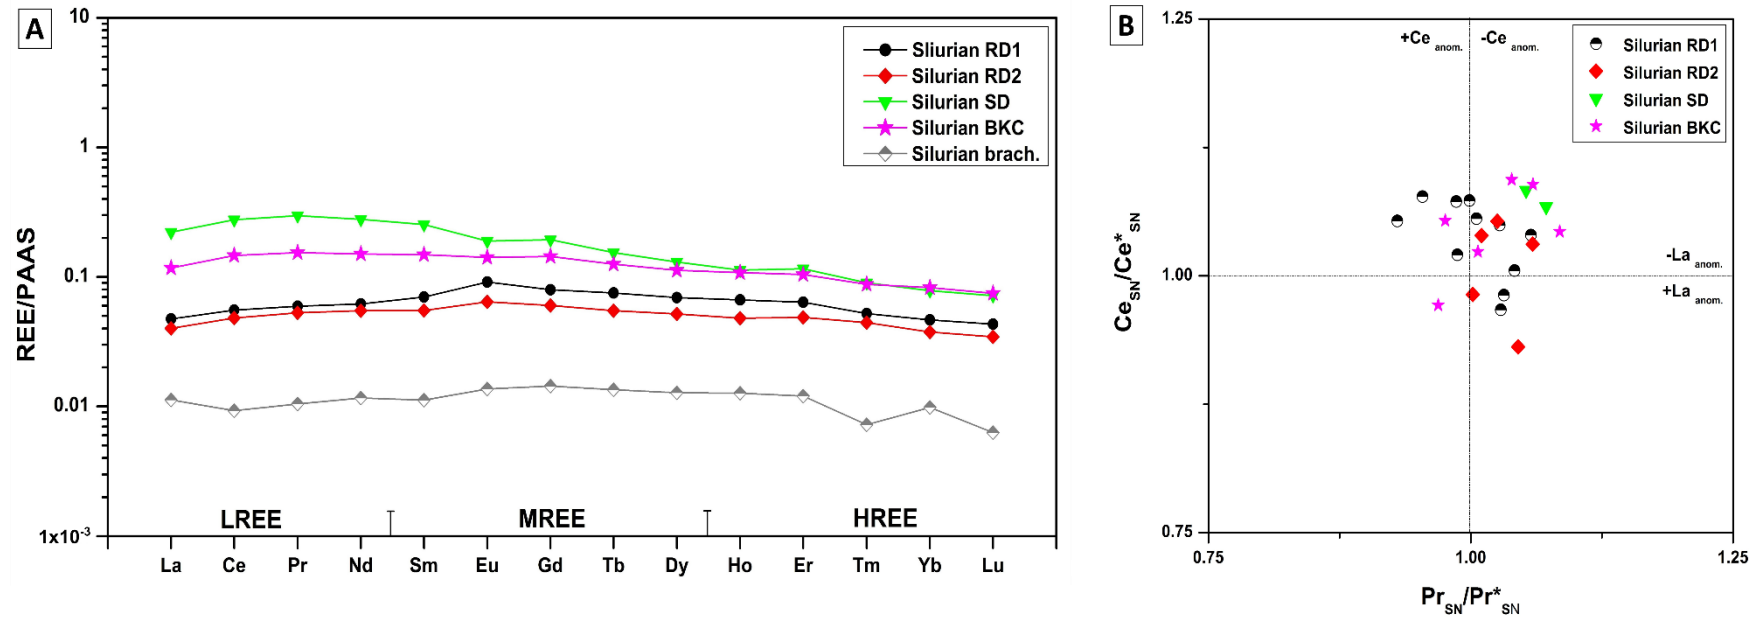 A
10
1
0.1
0.01
1x10-3
REE/PAAS
Sliurian RD1
Silurian RD2
Silurian SD
Silurian BKC
Silurian brach.
LREE MREE HREE
La Ce Pr Nd Sm Eu Gd Tb Dy Ho Er Tm Yb Lu
B
1.25
1.00
0.75
CeSN/Ce*SN
+Ce anom. -Ce anom.
Silurian RD1
Silurian RD2
Silurian SD
Silurian BKC
-La anom.
+La anom.
0.75 1.00 1.25
PrSN/Pr*SN